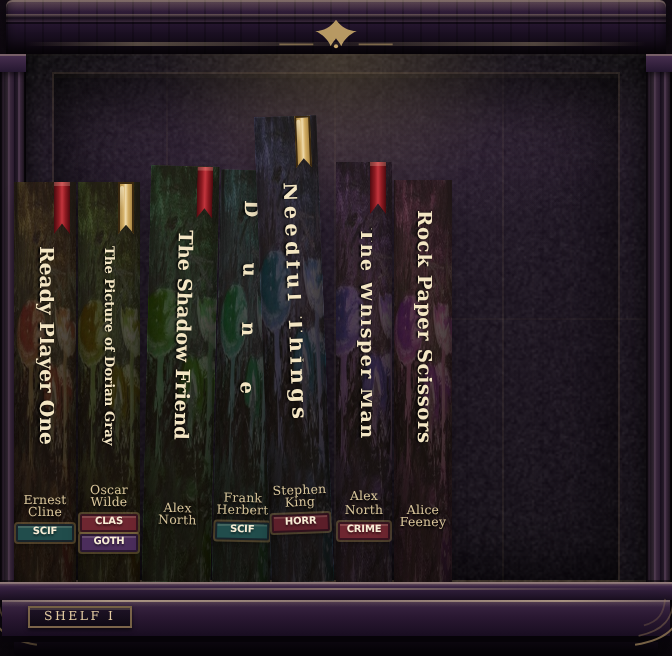 Ready Player One
Ernest
Cline
SCIF
The Picture of Dorian Gray
Oscar
Wilde
CLAS
GOTH
The Shadow Friend
Alex
North
Dune
Frank
Herbert
SCIF
Needful Things
Stephen
King
HORR
The Whisper Man
Alex
North
CRIME
Rock Paper Scissors
Alice
Feeney
SHELF I